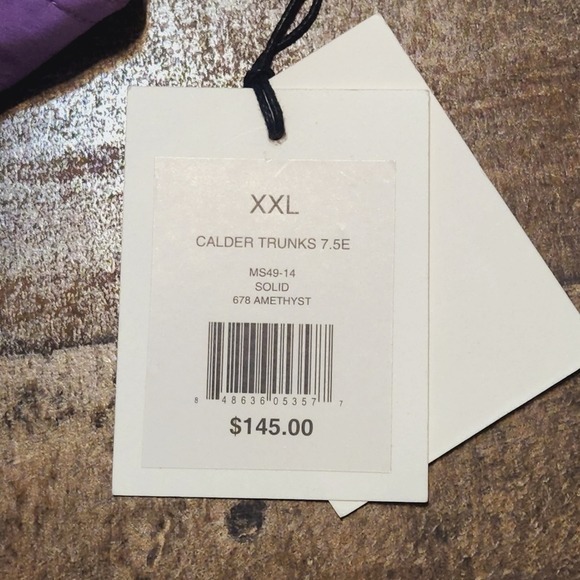 XXL
CALDER TRUNKS 7.5E
MS49-14
SOLID
678 AMETHYST
8 48636 05357 7
$145.00